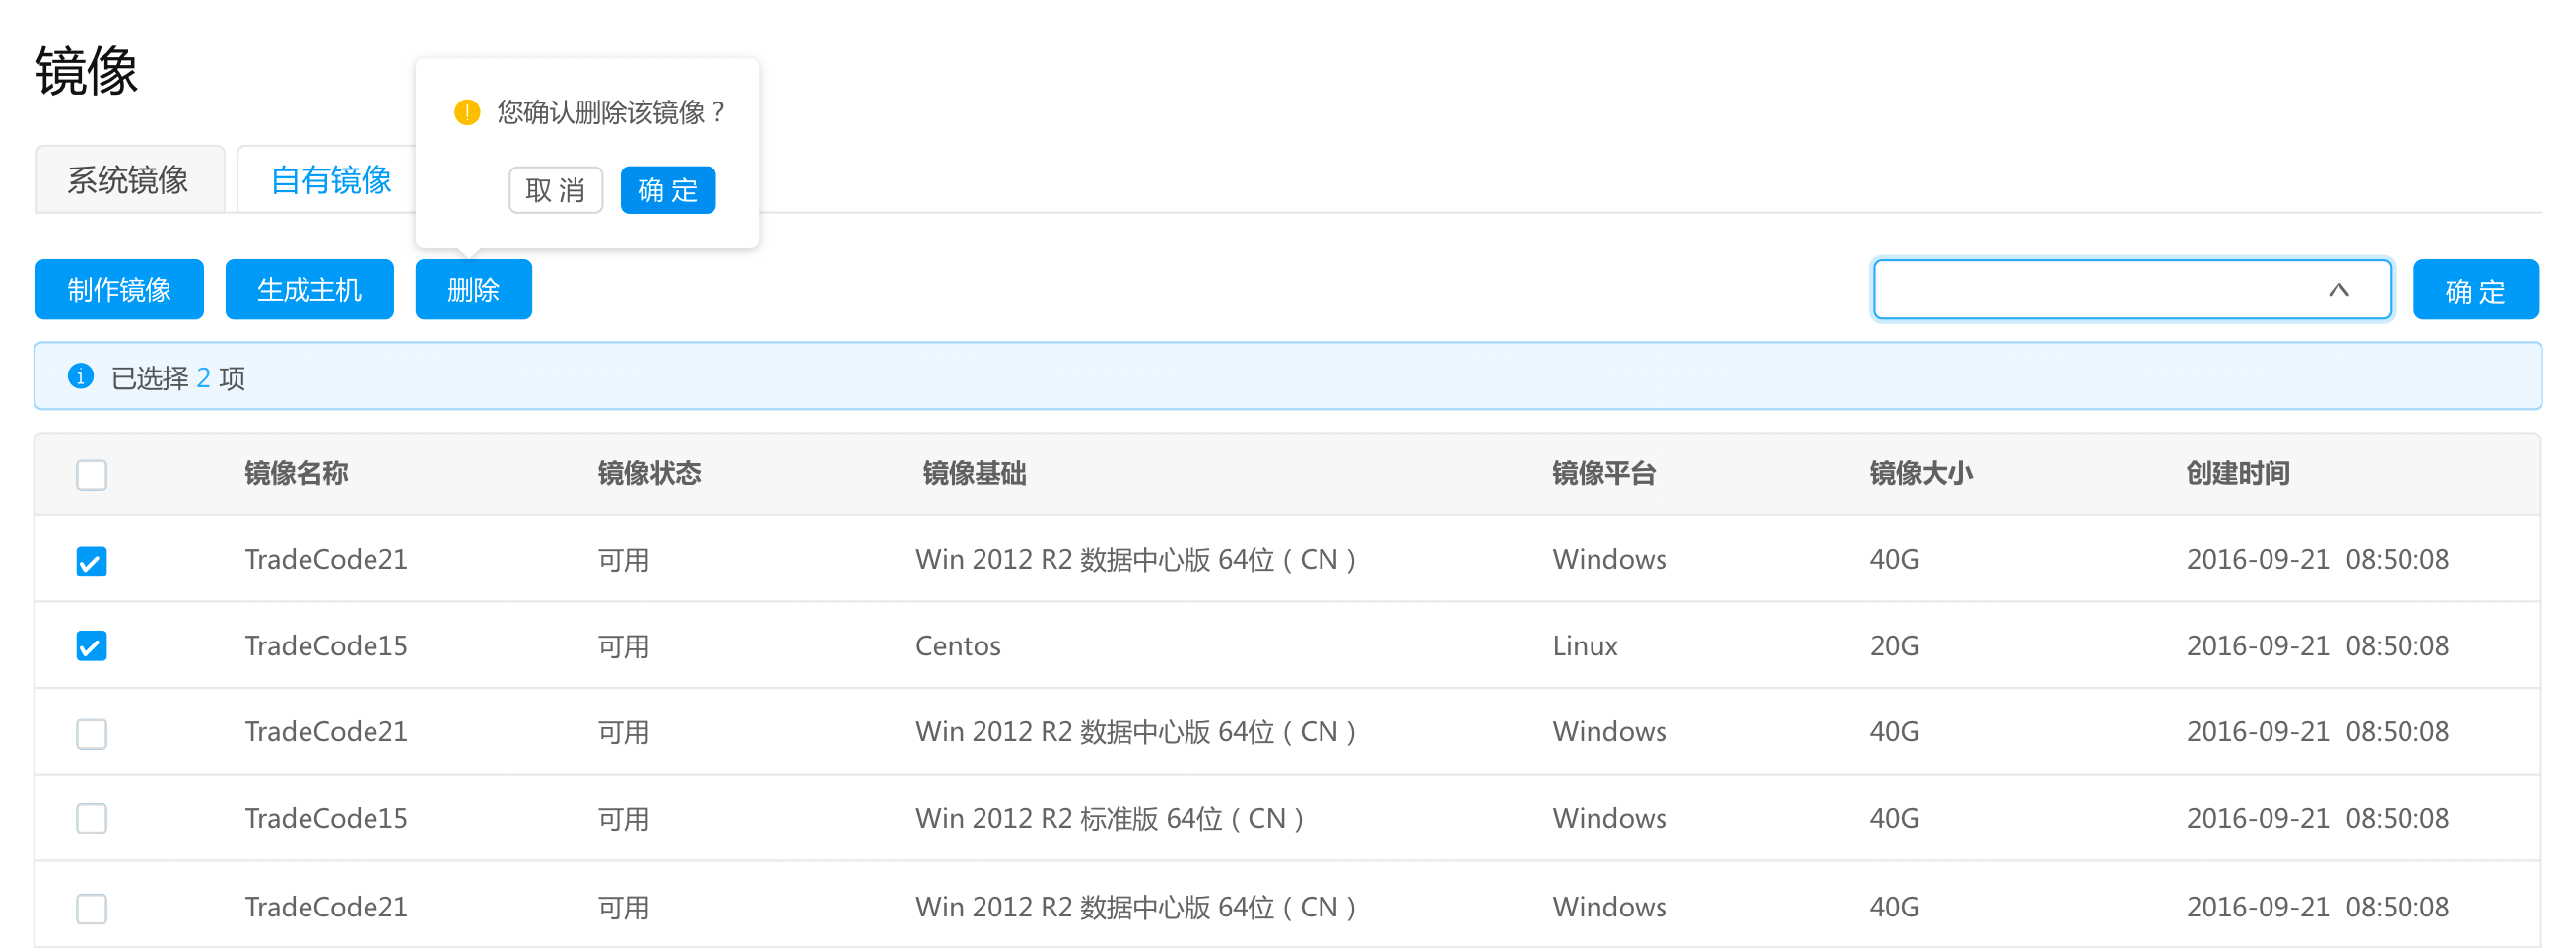 镜像
您确认删除该镜像？
取 消 确 定
系统镜像 自有镜像
制作镜像 生成主机 删除 确 定
已选择 2 项
镜像名称 镜像状态 镜像基础 镜像平台 镜像大小 创建时间
TradeCode21 可用 Win 2012 R2 数据中心版 64位（CN） Windows 40G 2016-09-21 08:50:08
TradeCode15 可用 Centos Linux 20G 2016-09-21 08:50:08
TradeCode21 可用 Win 2012 R2 数据中心版 64位（CN） Windows 40G 2016-09-21 08:50:08
TradeCode15 可用 Win 2012 R2 标准版 64位（CN） Windows 40G 2016-09-21 08:50:08
TradeCode21 可用 Win 2012 R2 数据中心版 64位（CN） Windows 40G 2016-09-21 08:50:08